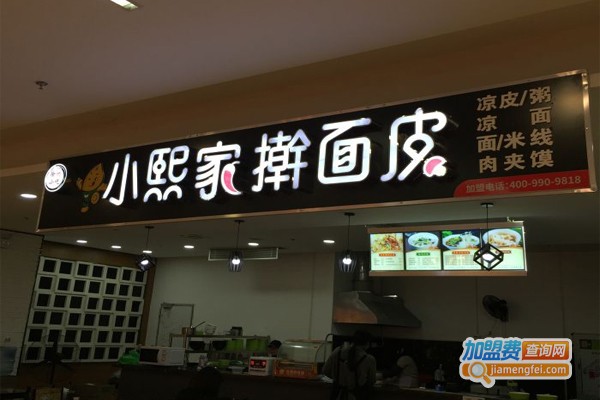 小熙家擀面皮
凉皮/粥
凉 面
面/米线
肉夹馍
加盟电话:400-990-9818
加盟费查询网
jiamengfei.com